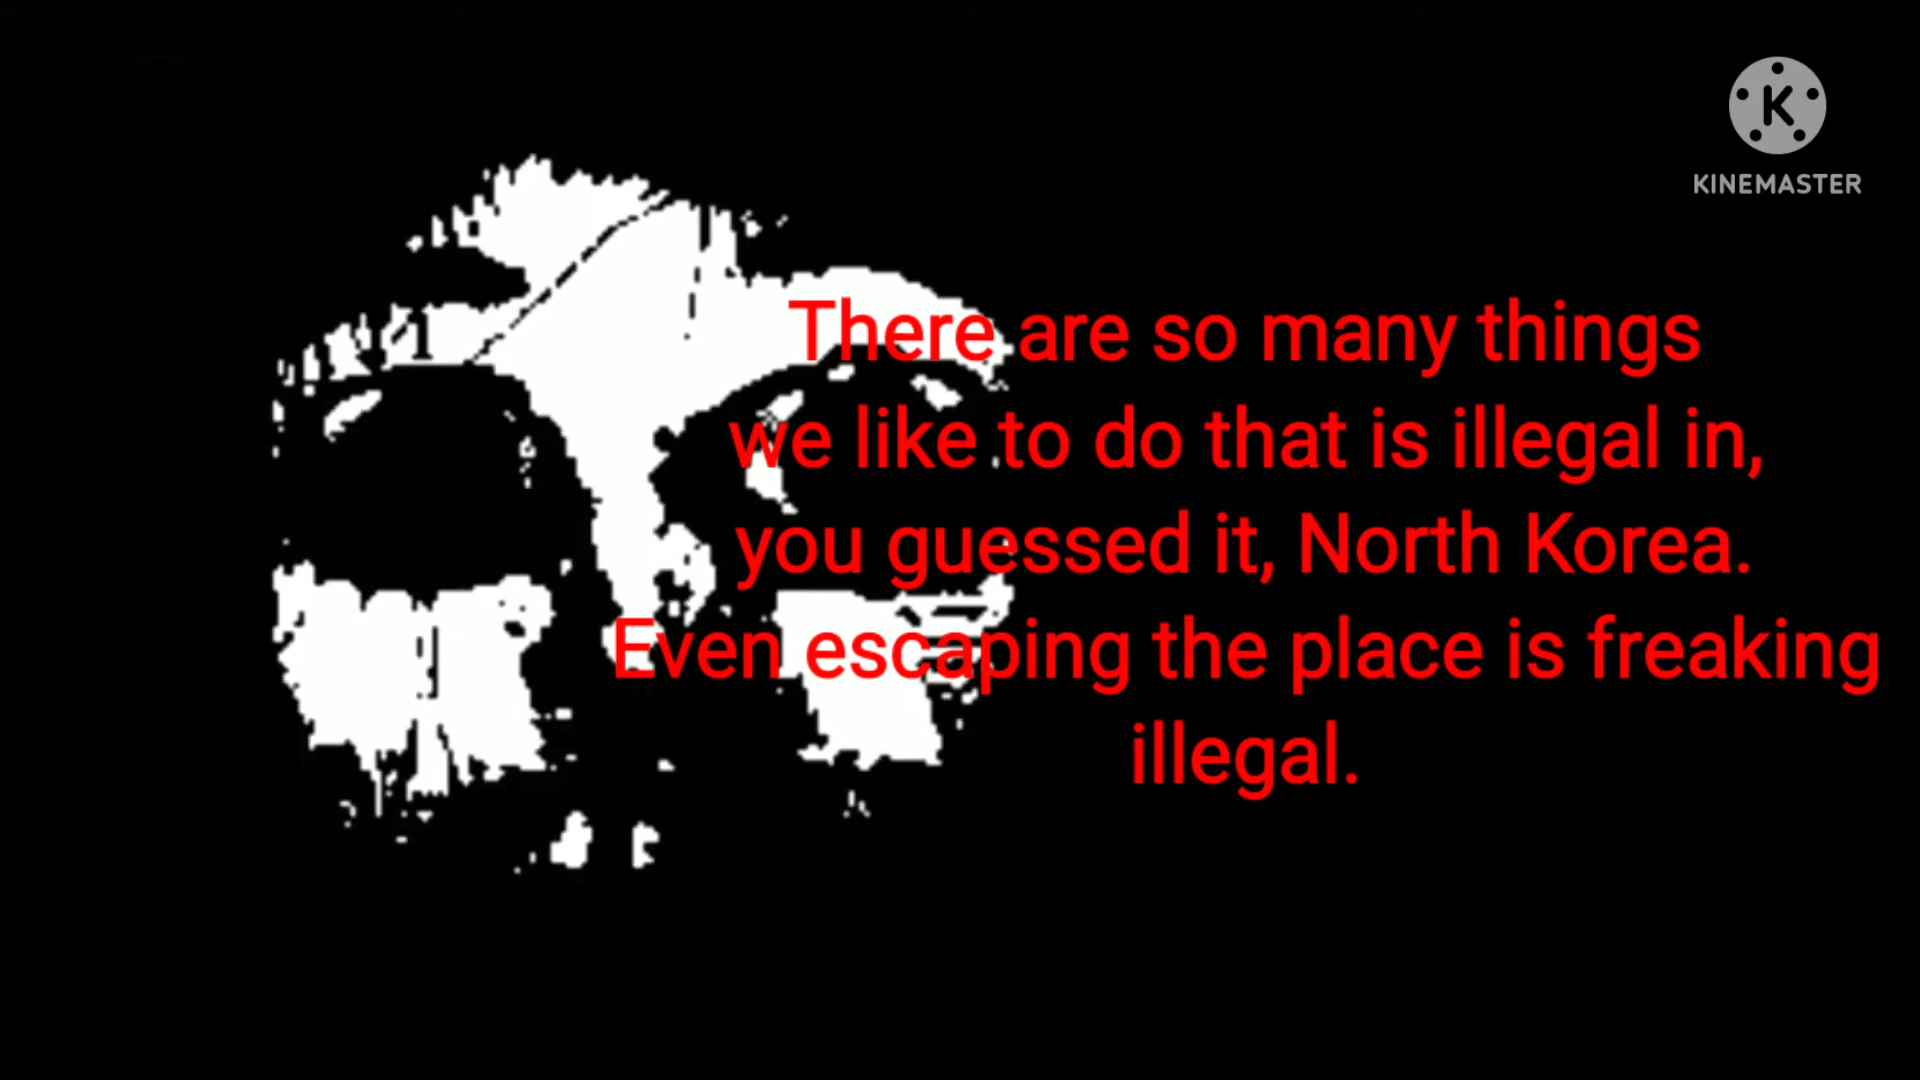 KINEMASTER
There are so many things
we like to do that is illegal in,
you guessed it, North Korea.
Even escaping the place is freaking
illegal.